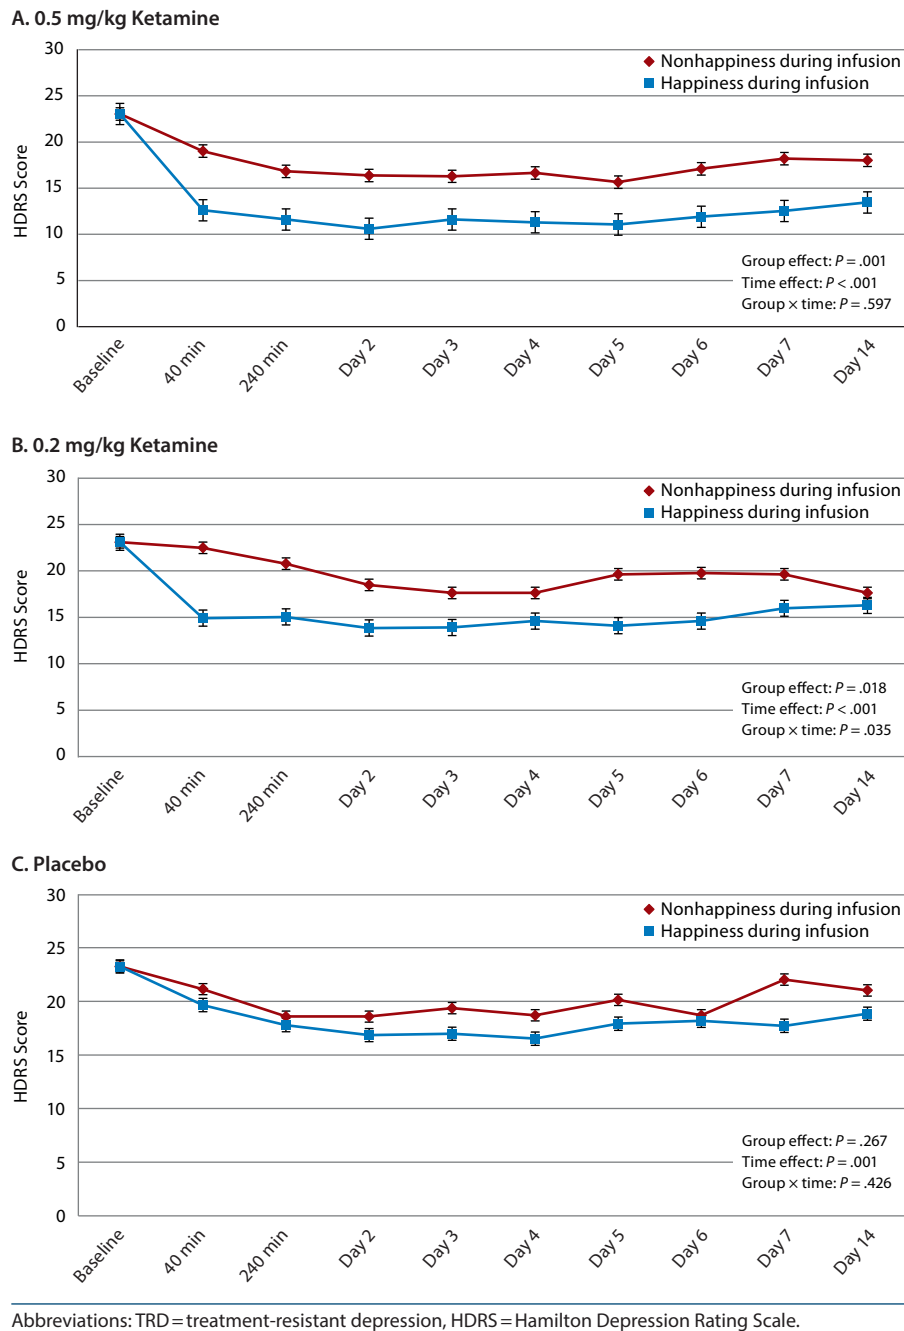 A. 0.5 mg/kg Ketamine
30
25
20
15
10
5
0
HDRS Score
Nonhappiness during infusion
Happiness during infusion
Group effect: P = .001
Time effect: P < .001
Group × time: P = .597
Baseline
40 min
240 min
Day 2
Day 3
Day 4
Day 5
Day 6
Day 7
Day 14
B. 0.2 mg/kg Ketamine
30
25
20
15
10
5
0
HDRS Score
Nonhappiness during infusion
Happiness during infusion
Group effect: P = .018
Time effect: P < .001
Group × time: P = .035
Baseline
40 min
240 min
Day 2
Day 3
Day 4
Day 5
Day 6
Day 7
Day 14
C. Placebo
30
25
20
15
10
5
0
HDRS Score
Nonhappiness during infusion
Happiness during infusion
Group effect: P = .267
Time effect: P = .001
Group × time: P = .426
Baseline
40 min
240 min
Day 2
Day 3
Day 4
Day 5
Day 6
Day 7
Day 14
Abbreviations: TRD = treatment-resistant depression, HDRS = Hamilton Depression Rating Scale.